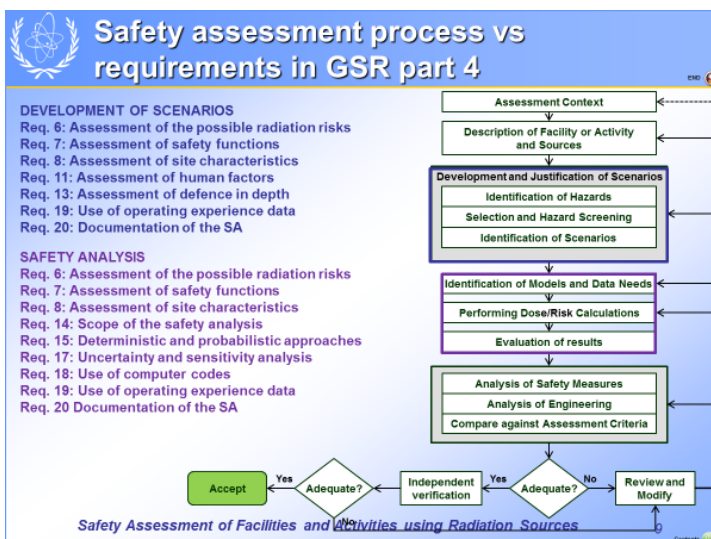 Safety assessment process vs
requirements in GSR part 4
END
DEVELOPMENT OF SCENARIOS
Req. 6: Assessment of the possible radiation risks
Req. 7: Assessment of safety functions
Req. 8: Assessment of site characteristics
Req. 11: Assessment of human factors
Req. 13: Assessment of defence in depth
Req. 19: Use of operating experience data
Req. 20: Documentation of the SA
SAFETY ANALYSIS
Req. 6: Assessment of the possible radiation risks
Req. 7: Assessment of safety functions
Req. 8: Assessment of site characteristics
Req. 14: Scope of the safety analysis
Req. 15: Deterministic and probabilistic approaches
Req. 17: Uncertainty and sensitivity analysis
Req. 18: Use of computer codes
Req. 19: Use of operating experience data
Req. 20 Documentation of the SA
Assessment Context
Description of Facility or Activity
and Sources
Development and Justification of Scenarios
Identification of Hazards
Selection and Hazard Screening
Identification of Scenarios
Identification of Models and Data Needs
Performing Dose/Risk Calculations
Evaluation of results
Analysis of Safety Measures
Analysis of Engineering
Compare against Assessment Criteria
Accept
Yes
Adequate?
Independent
verification
Yes
Adequate?
No
Review and
Modify
No
Safety Assessment of Facilities and Activities using Radiation Sources
9